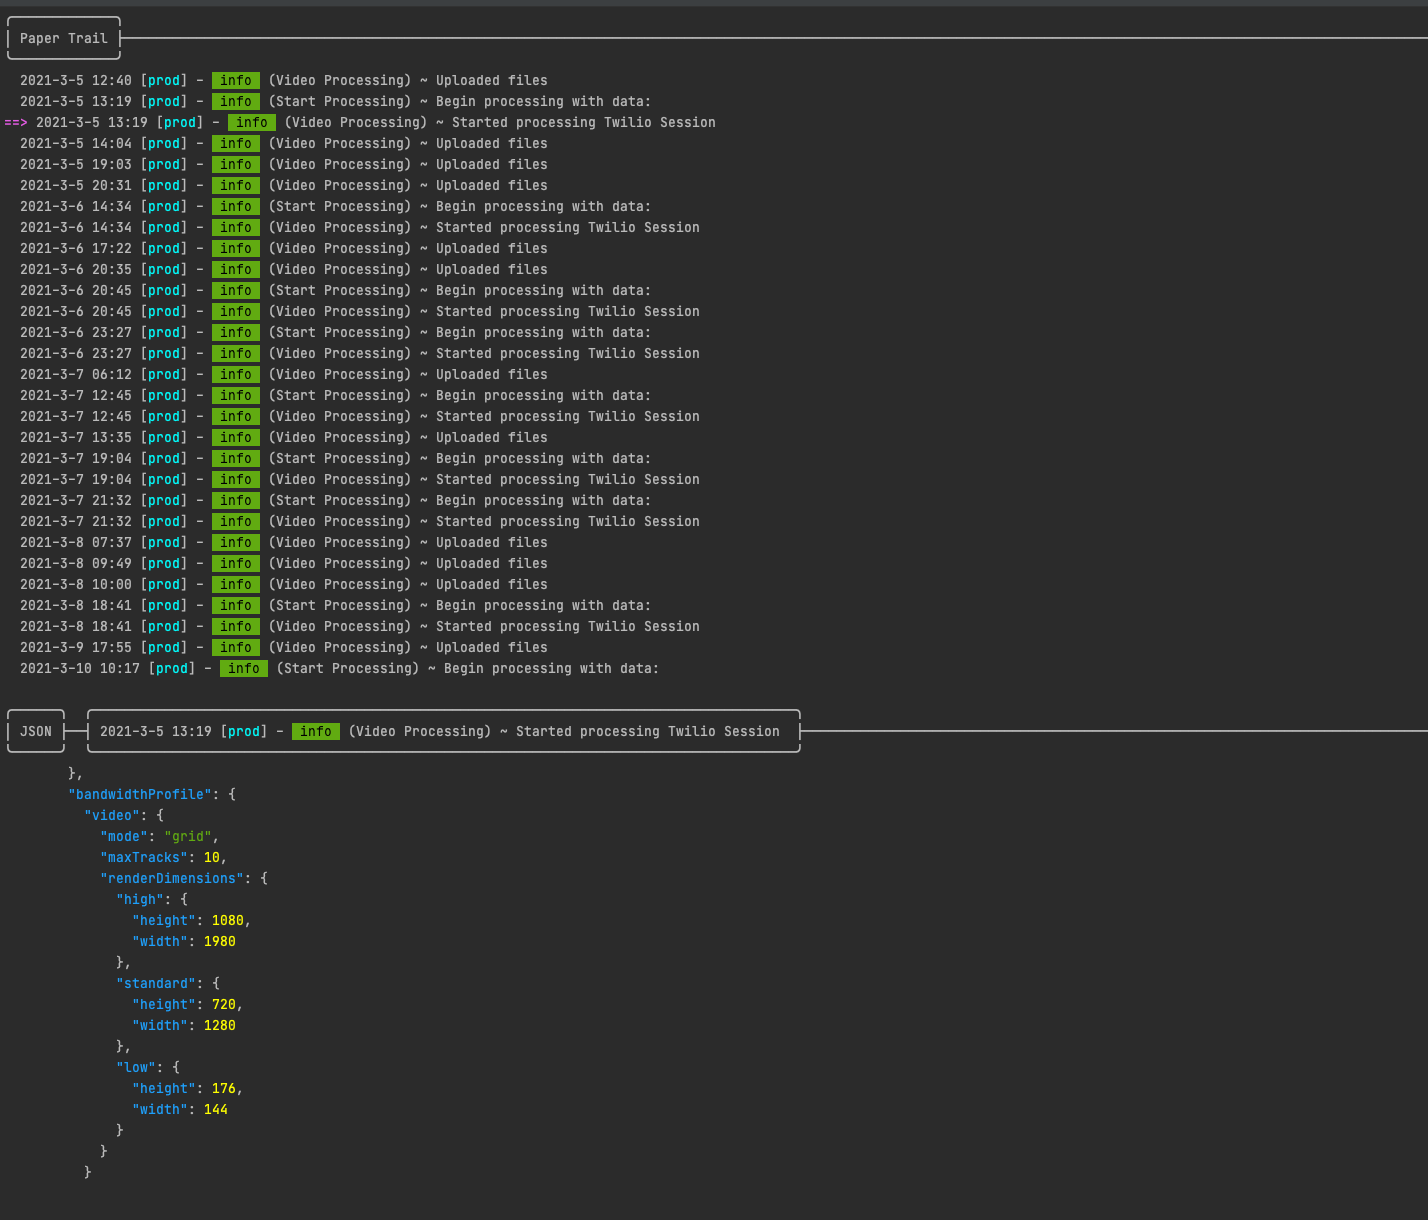 Paper Trail
2021-3-5 12:40 [prod] - info (Video Processing) ~ Uploaded files
2021-3-5 13:19 [prod] - info (Start Processing) ~ Begin processing with data:
==> 2021-3-5 13:19 [prod] - info (Video Processing) ~ Started processing Twilio Session
2021-3-5 14:04 [prod] - info (Video Processing) ~ Uploaded files
2021-3-5 19:03 [prod] - info (Video Processing) ~ Uploaded files
2021-3-5 20:31 [prod] - info (Video Processing) ~ Uploaded files
2021-3-6 14:34 [prod] - info (Start Processing) ~ Begin processing with data:
2021-3-6 14:34 [prod] - info (Video Processing) ~ Started processing Twilio Session
2021-3-6 17:22 [prod] - info (Video Processing) ~ Uploaded files
2021-3-6 20:35 [prod] - info (Video Processing) ~ Uploaded files
2021-3-6 20:45 [prod] - info (Start Processing) ~ Begin processing with data:
2021-3-6 20:45 [prod] - info (Video Processing) ~ Started processing Twilio Session
2021-3-6 23:27 [prod] - info (Start Processing) ~ Begin processing with data:
2021-3-6 23:27 [prod] - info (Video Processing) ~ Started processing Twilio Session
2021-3-7 06:12 [prod] - info (Video Processing) ~ Uploaded files
2021-3-7 12:45 [prod] - info (Start Processing) ~ Begin processing with data:
2021-3-7 12:45 [prod] - info (Video Processing) ~ Started processing Twilio Session
2021-3-7 13:35 [prod] - info (Video Processing) ~ Uploaded files
2021-3-7 19:04 [prod] - info (Start Processing) ~ Begin processing with data:
2021-3-7 19:04 [prod] - info (Video Processing) ~ Started processing Twilio Session
2021-3-7 21:32 [prod] - info (Start Processing) ~ Begin processing with data:
2021-3-7 21:32 [prod] - info (Video Processing) ~ Started processing Twilio Session
2021-3-8 07:37 [prod] - info (Video Processing) ~ Uploaded files
2021-3-8 09:49 [prod] - info (Video Processing) ~ Uploaded files
2021-3-8 10:00 [prod] - info (Video Processing) ~ Uploaded files
2021-3-8 18:41 [prod] - info (Start Processing) ~ Begin processing with data:
2021-3-8 18:41 [prod] - info (Video Processing) ~ Started processing Twilio Session
2021-3-9 17:55 [prod] - info (Video Processing) ~ Uploaded files
2021-3-10 10:17 [prod] - info (Start Processing) ~ Begin processing with data:
JSON 2021-3-5 13:19 [prod] - info (Video Processing) ~ Started processing Twilio Session
},
"bandwidthProfile": {
"video": {
"mode": "grid",
"maxTracks": 10,
"renderDimensions": {
"high": {
"height": 1080,
"width": 1980
},
"standard": {
"height": 720,
"width": 1280
},
"low": {
"height": 176,
"width": 144
}
}
}